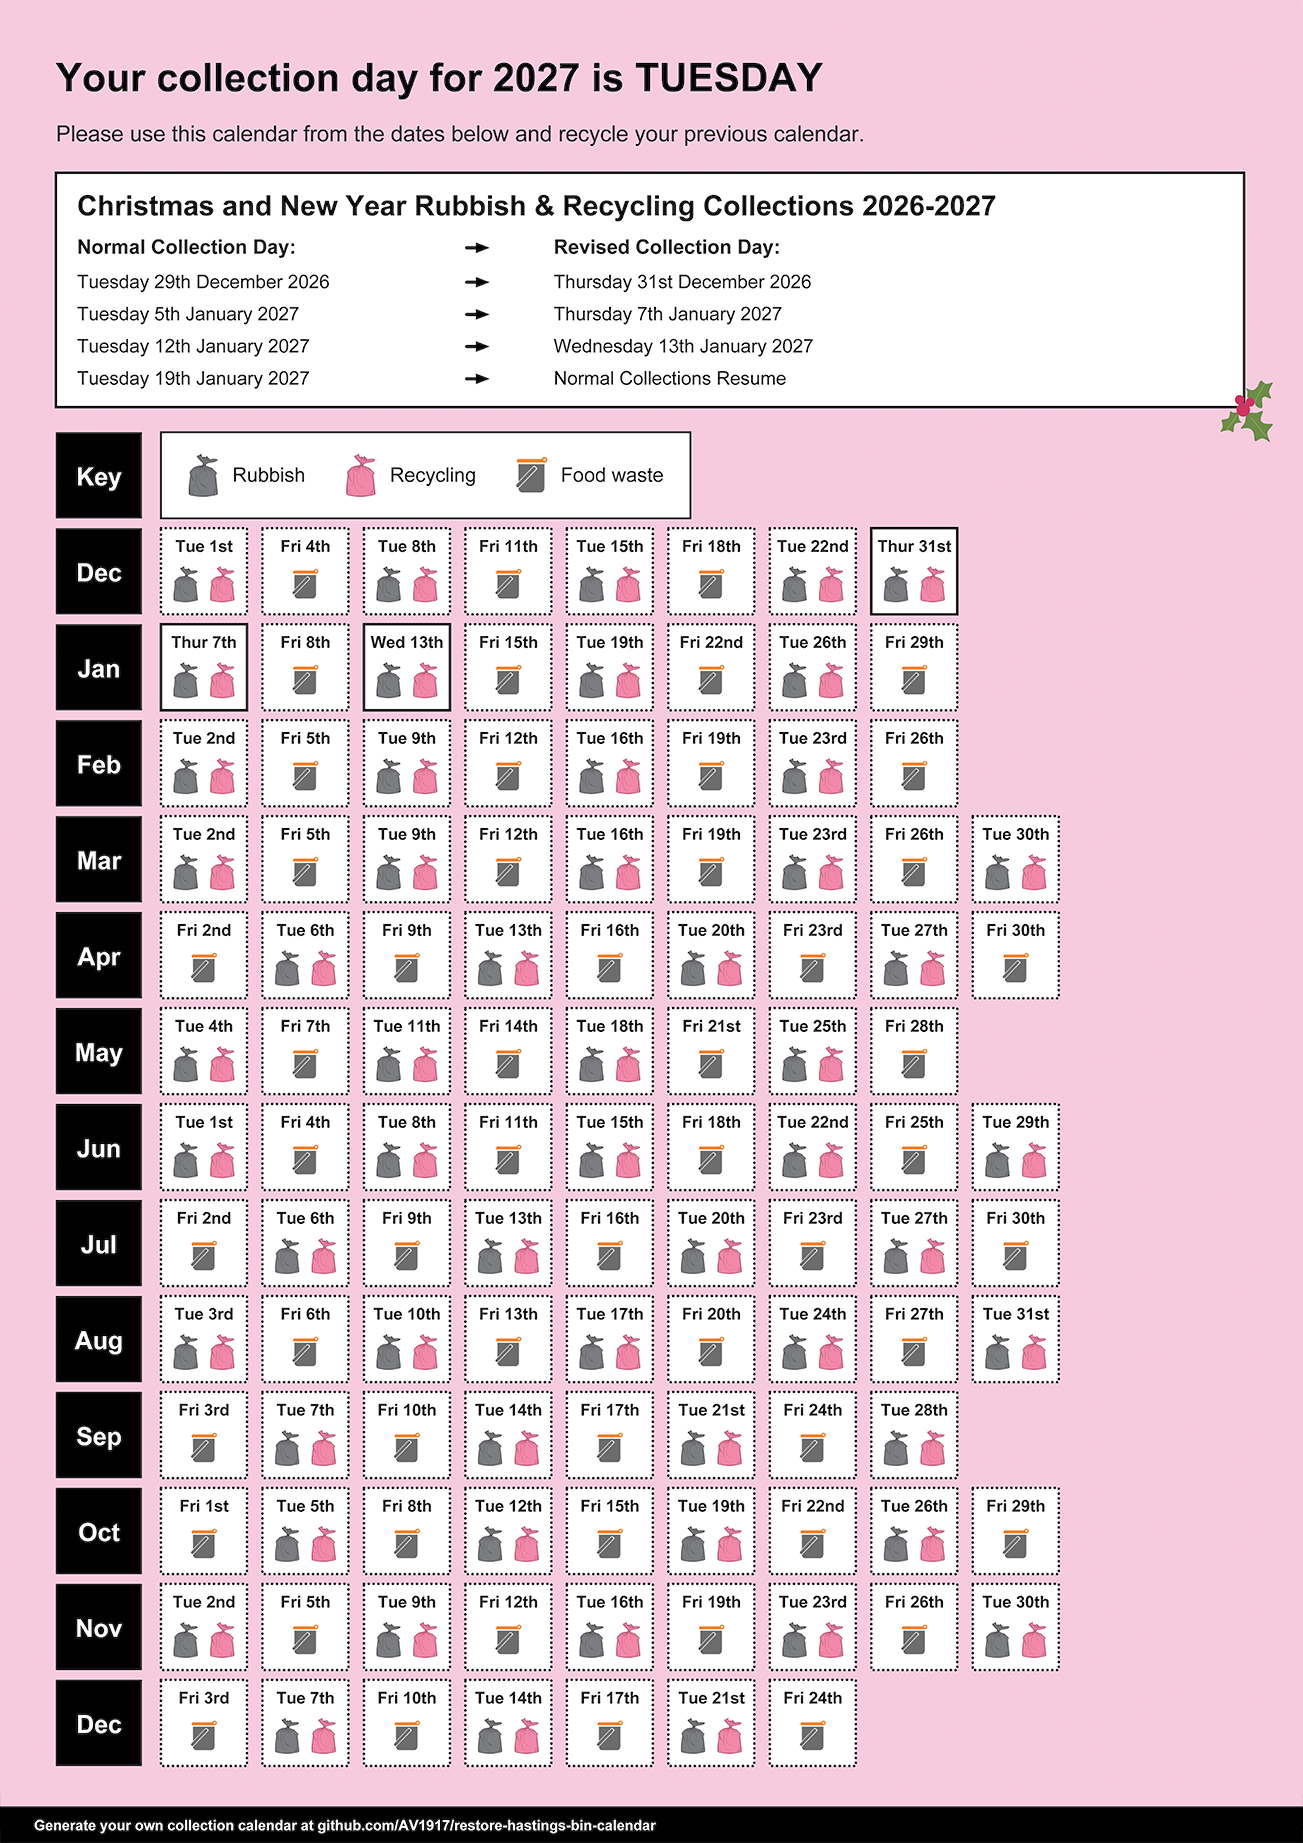 Your collection day for 2027 is TUESDAY
Please use this calendar from the dates below and recycle your previous calendar.
Christmas and New Year Rubbish & Recycling Collections 2026-2027
Normal Collection Day: Revised Collection Day:
Tuesday 29th December 2026 Thursday 31st December 2026
Tuesday 5th January 2027 Thursday 7th January 2027
Tuesday 12th January 2027 Wednesday 13th January 2027
Tuesday 19th January 2027 Normal Collections Resume
Key Rubbish Recycling Food waste
Dec Tue 1st Fri 4th Tue 8th Fri 11th Tue 15th Fri 18th Tue 22nd Thur 31st
Jan Thur 7th Fri 8th Wed 13th Fri 15th Tue 19th Fri 22nd Tue 26th Fri 29th
Feb Tue 2nd Fri 5th Tue 9th Fri 12th Tue 16th Fri 19th Tue 23rd Fri 26th
Mar Tue 2nd Fri 5th Tue 9th Fri 12th Tue 16th Fri 19th Tue 23rd Fri 26th Tue 30th
Apr Fri 2nd Tue 6th Fri 9th Tue 13th Fri 16th Tue 20th Fri 23rd Tue 27th Fri 30th
May Tue 4th Fri 7th Tue 11th Fri 14th Tue 18th Fri 21st Tue 25th Fri 28th
Jun Tue 1st Fri 4th Tue 8th Fri 11th Tue 15th Fri 18th Tue 22nd Fri 25th Tue 29th
Jul Fri 2nd Tue 6th Fri 9th Tue 13th Fri 16th Tue 20th Fri 23rd Tue 27th Fri 30th
Aug Tue 3rd Fri 6th Tue 10th Fri 13th Tue 17th Fri 20th Tue 24th Fri 27th Tue 31st
Sep Fri 3rd Tue 7th Fri 10th Tue 14th Fri 17th Tue 21st Fri 24th Tue 28th
Oct Fri 1st Tue 5th Fri 8th Tue 12th Fri 15th Tue 19th Fri 22nd Tue 26th Fri 29th
Nov Tue 2nd Fri 5th Tue 9th Fri 12th Tue 16th Fri 19th Tue 23rd Fri 26th Tue 30th
Dec Fri 3rd Tue 7th Fri 10th Tue 14th Fri 17th Tue 21st Fri 24th
Generate your own collection calendar at github.com/AV1917/restore-hastings-bin-calendar